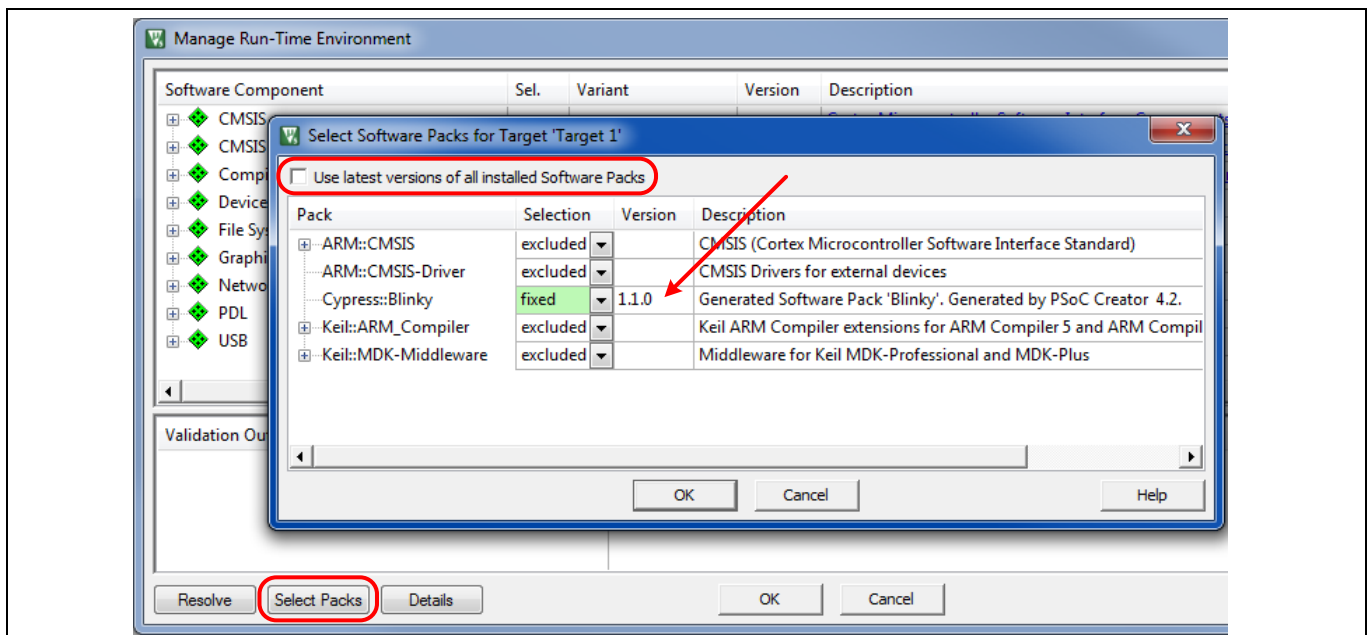 Manage Run-Time Environment
Software Component Sel. Variant Version Description
CMSIS
CMSIS
Device
PDL
USB
Validation
Select Software Packs for Target 'Target 1'
Use latest versions of all installed Software Packs
Pack Selection Version Description
ARM::CMSIS excluded CMSIS (Cortex Microcontroller Software Interface Standard)
ARM::CMSIS-Driver excluded CMSIS Drivers for external devices
Cypress::Blinky fixed 1.1.0 Generated Software Pack 'Blinky'. Generated by PSoC Creator 4.2.
Keil::ARM_Compiler excluded Keil ARM Compiler extensions for ARM Compiler 5 and ARM Compil
Keil::MDK-Middleware excluded Middleware for Keil MDK-Professional and MDK-Plus
OK Cancel Help
Resolve Select Packs Details OK Cancel